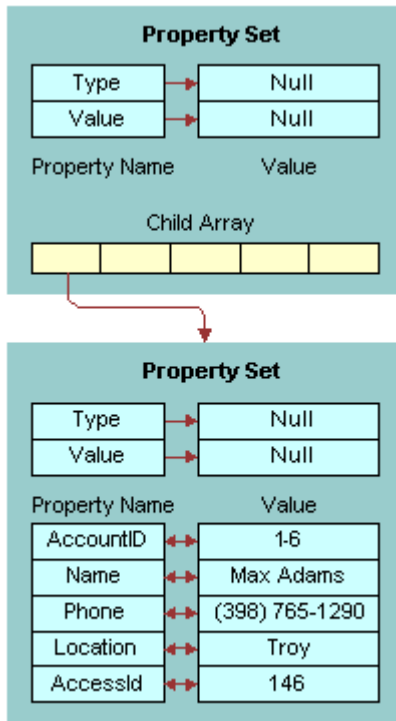 Property Set
Type Null
Value Null
Property Name Value
Child Array
Property Set
Type Null
Value Null
Property Name Value
AccountID 1-6
Name Max Adams
Phone (398) 765-1290
Location Troy
AccessId 146